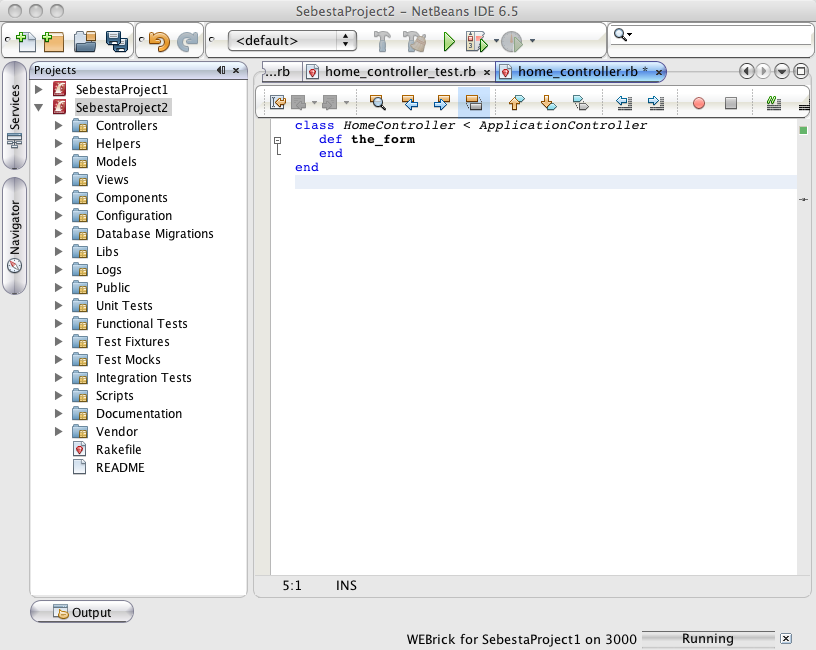 SebestaProject2 – NetBeans IDE 6.5
<default>
Projects
...rb
home_controller_test.rb
home_controller.rb *
Services
Navigator
SebestaProject1
SebestaProject2
Controllers
Helpers
Models
Views
Components
Configuration
Database Migrations
Libs
Logs
Public
Unit Tests
Functional Tests
Test Fixtures
Test Mocks
Integration Tests
Scripts
Documentation
Vendor
Rakefile
README
class HomeController < ApplicationController
def the_form
end
end
5:1 INS
Output
WEBrick for SebestaProject1 on 3000 Running